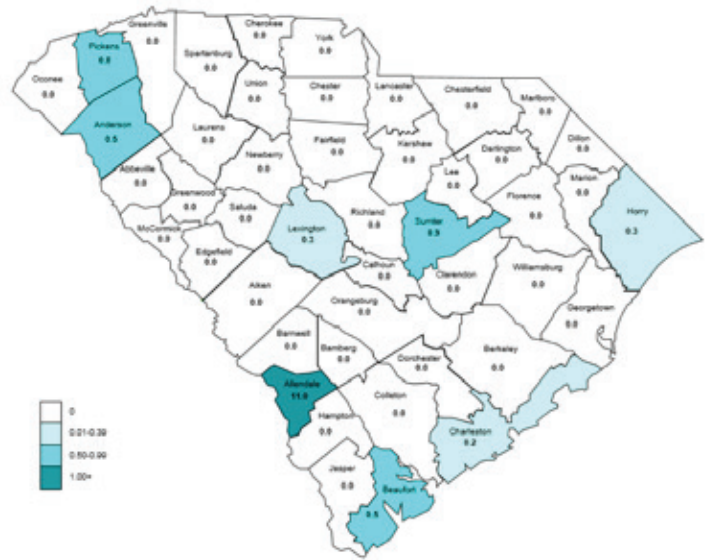 Greenville
0.0
Cherokee
0.0
York
0.0
Pickens
Spartanburg
0.0
Oconee
0.0
Union
0.0
Chester
0.0
Lancaster
0.0
Chesterfield
0.0
Marlboro
0.0
Anderson
0.5
Laurens
0.0
Fairfield
0.0
Kershaw
0.0
Darlington
0.0
Dillon
0.0
Newberry
0.0
Abbeville
0.0
Greenwood
0.0
Lee
0.0
Marion
0.0
Florence
0.0
Saluda
0.0
Richland
0.0
Horry
0.3
McCormick
0.0
Lexington
0.3
Sumter
0.9
Edgefield
0.0
Calhoun
0.0
Clarendon
0.0
Williamsburg
0.0
Aiken
0.0
Orangeburg
0.0
Georgetown
0.0
Barnwell
0.0
Bamberg
0.0
Dorchester
0.0
Berkeley
0.0
Allendale
11.0
Colleton
0.0
Hampton
0.0
Charleston
0.2
Jasper
0.0
Beaufort
0.5
0
0.01-0.39
0.50-0.99
1.00+